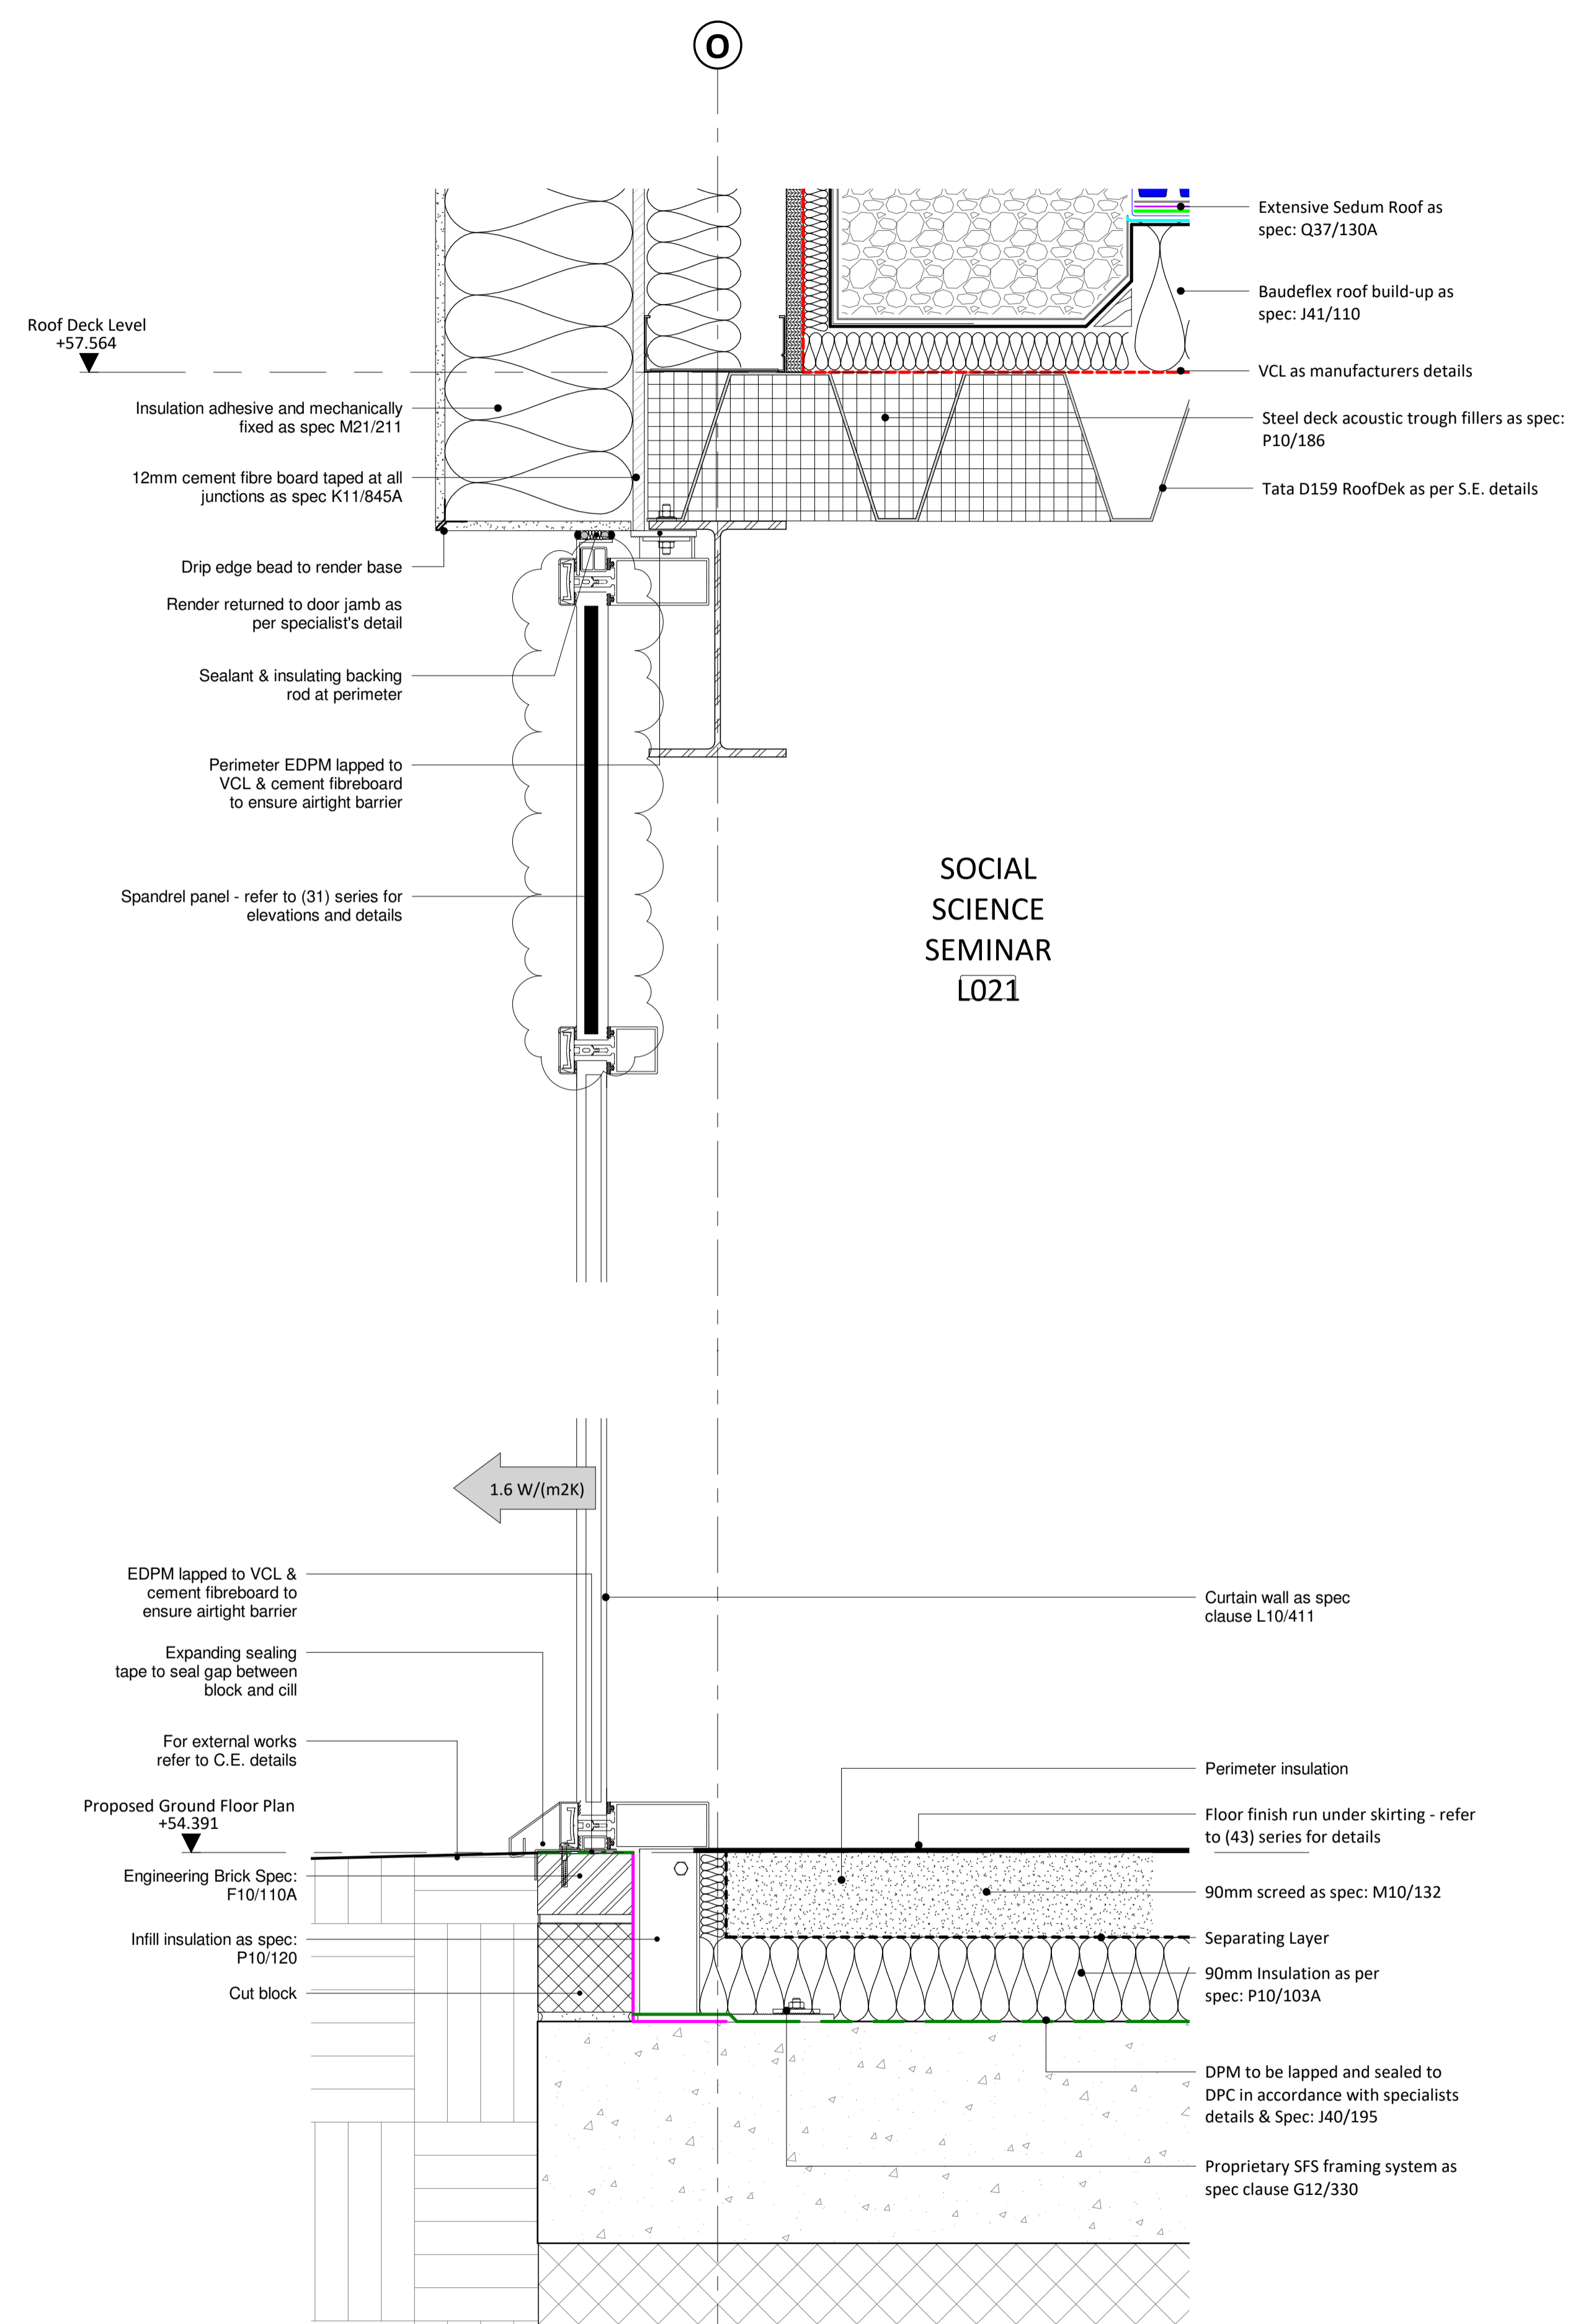 O
Extensive Sedum Roof as
spec: Q37/130A
Baudeflex roof build-up as
spec: J41/110
Roof Deck Level
+57.564
VCL as manufacturers details
Insulation adhesive and mechanically
fixed as spec M21/211
Steel deck acoustic trough fillers as spec:
P10/186
12mm cement fibre board taped at all
junctions as spec K11/845A
Tata D159 RoofDek as per S.E. details
Drip edge bead to render base
Render returned to door jamb as
per specialist's detail
Sealant & insulating backing
rod at perimeter
Perimeter EDPM lapped to
VCL & cement fibreboard
to ensure airtight barrier
Spandrel panel - refer to (31) series for
elevations and details
SOCIAL
SCIENCE
SEMINAR
L021
1.6 W/(m2K)
EDPM lapped to VCL &
cement fibreboard to
ensure airtight barrier
Curtain wall as spec
clause L10/411
Expanding sealing
tape to seal gap between
block and cill
For external works
refer to C.E. details
Perimeter insulation
Proposed Ground Floor Plan
+54.391
Floor finish run under skirting - refer
to (43) series for details
Engineering Brick Spec:
F10/110A
90mm screed as spec: M10/132
Infill insulation as spec:
P10/120
Separating Layer
90mm Insulation as per
spec: P10/103A
Cut block
DPM to be lapped and sealed to
DPC in accordance with specialists
details & Spec: J40/195
Proprietary SFS framing system as
spec clause G12/330